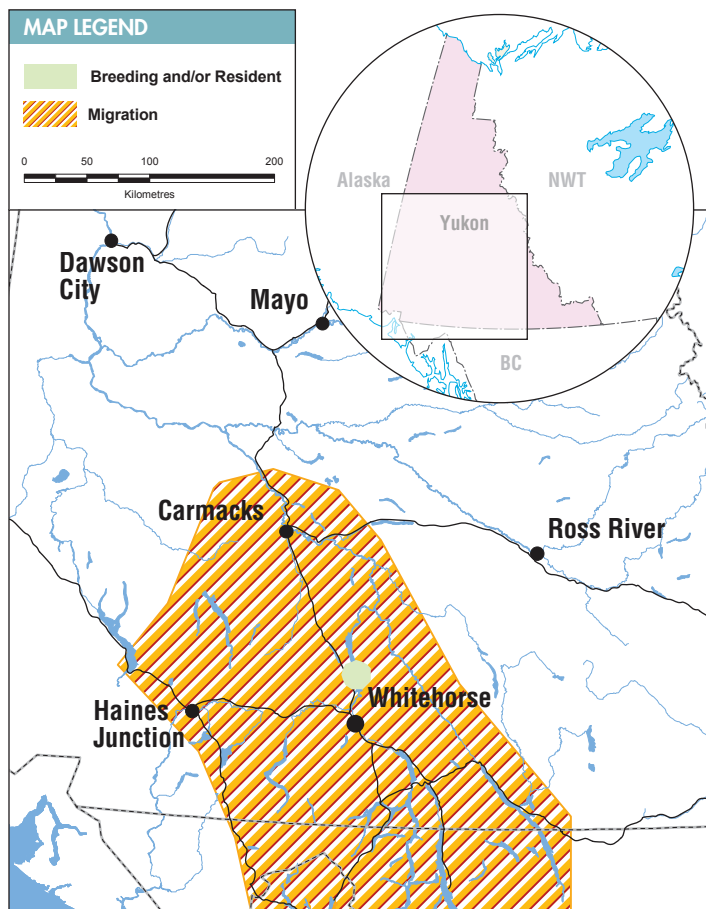 MAP LEGEND
Breeding and/or Resident
Migration
0 50 100 200
Kilometres
Alaska
NWT
Yukon
BC
Dawson
City
Mayo
Carmacks
Ross River
Whitehorse
Haines
Junction